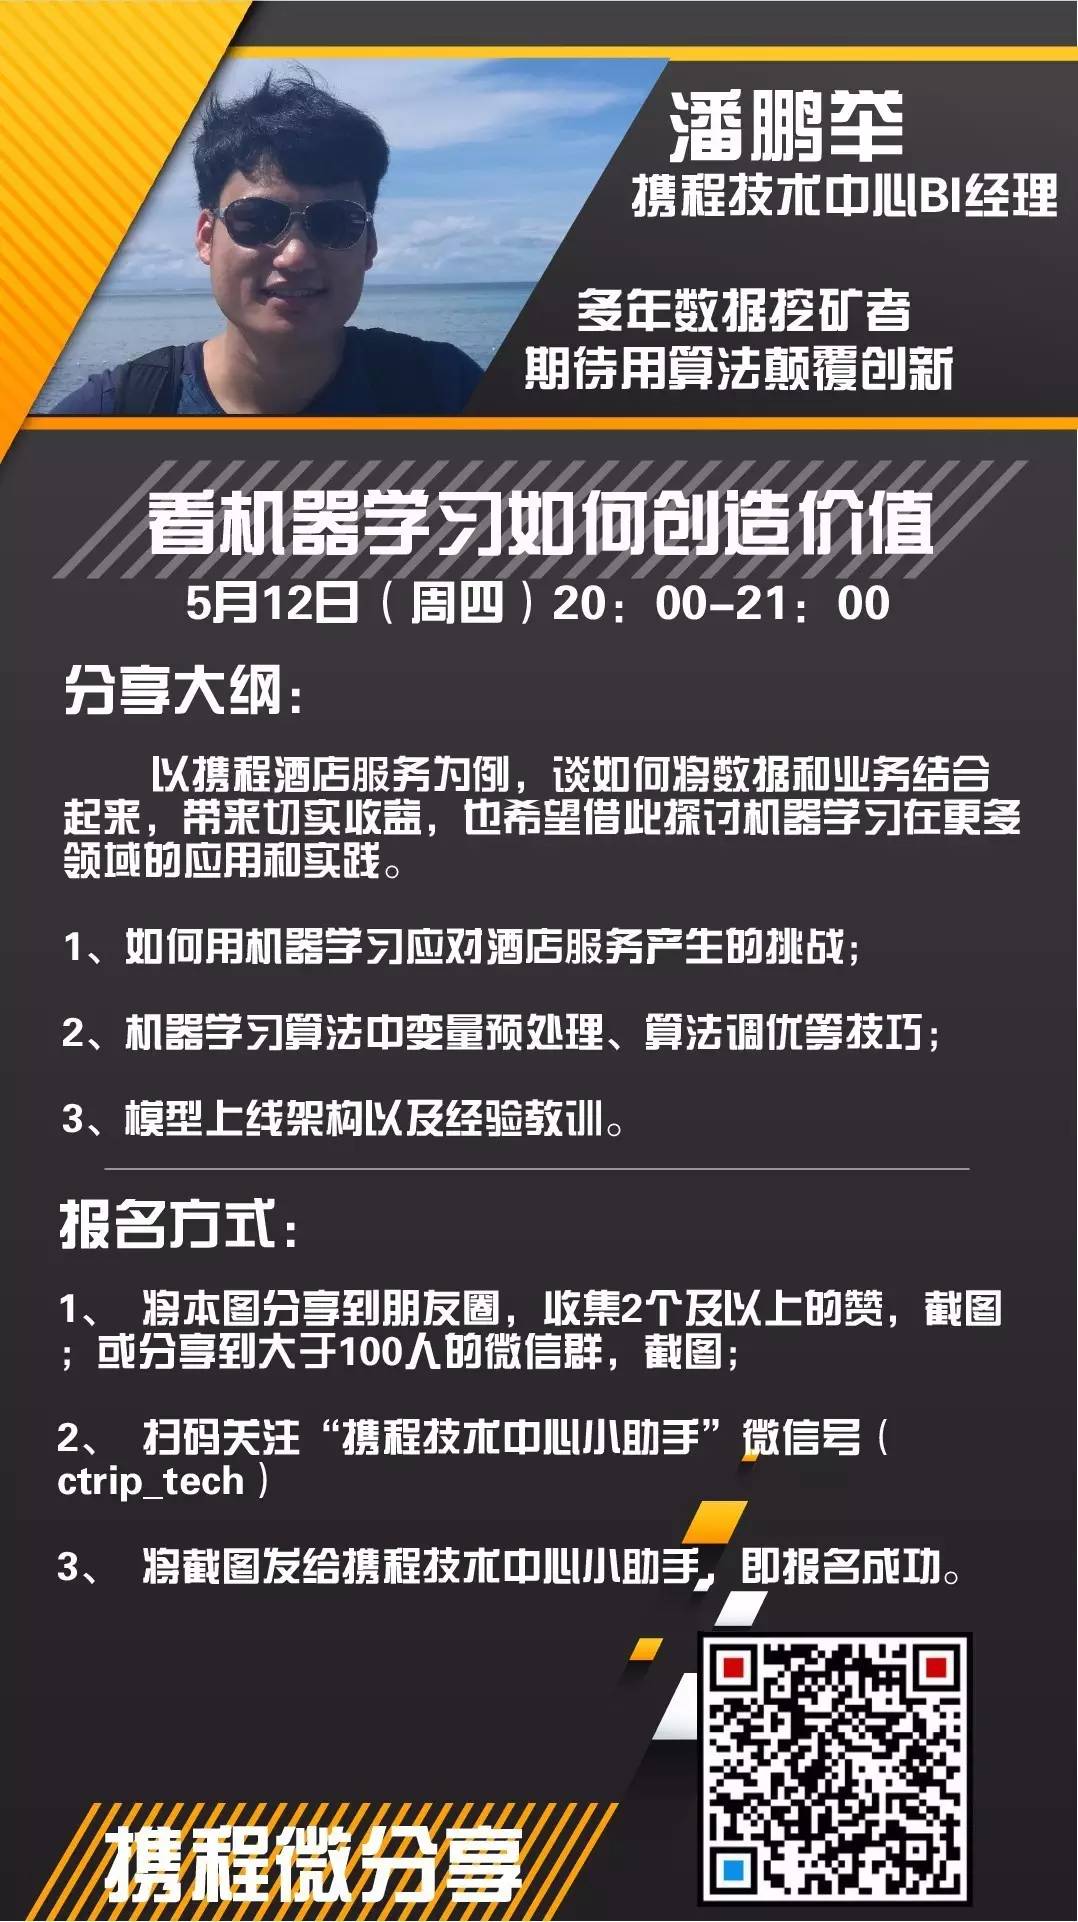 潘鹏举
携程技术中心BI经理
多年数据挖矿者
期待用算法颠覆创新
看机器学习如何创造价值
5月12日（周四）20：00-21：00
分享大纲：
以携程酒店服务为例，谈如何将数据和业务结合
起来，带来切实收益，也希望借此探讨机器学习在更多
领域的应用和实践。
1、如何用机器学习应对酒店服务产生的挑战；
2、机器学习算法中变量预处理、算法调优等技巧；
3、模型上线架构以及经验教训。
报名方式：
1、 将本图分享到朋友圈，收集2个及以上的赞，截图
；或分享到大于100人的微信群，截图；
2、 扫码关注“携程技术中心小助手”微信号（
ctrip_tech）
3、 将截图发给携程技术中心小助手，即报名成功。
携程微分享